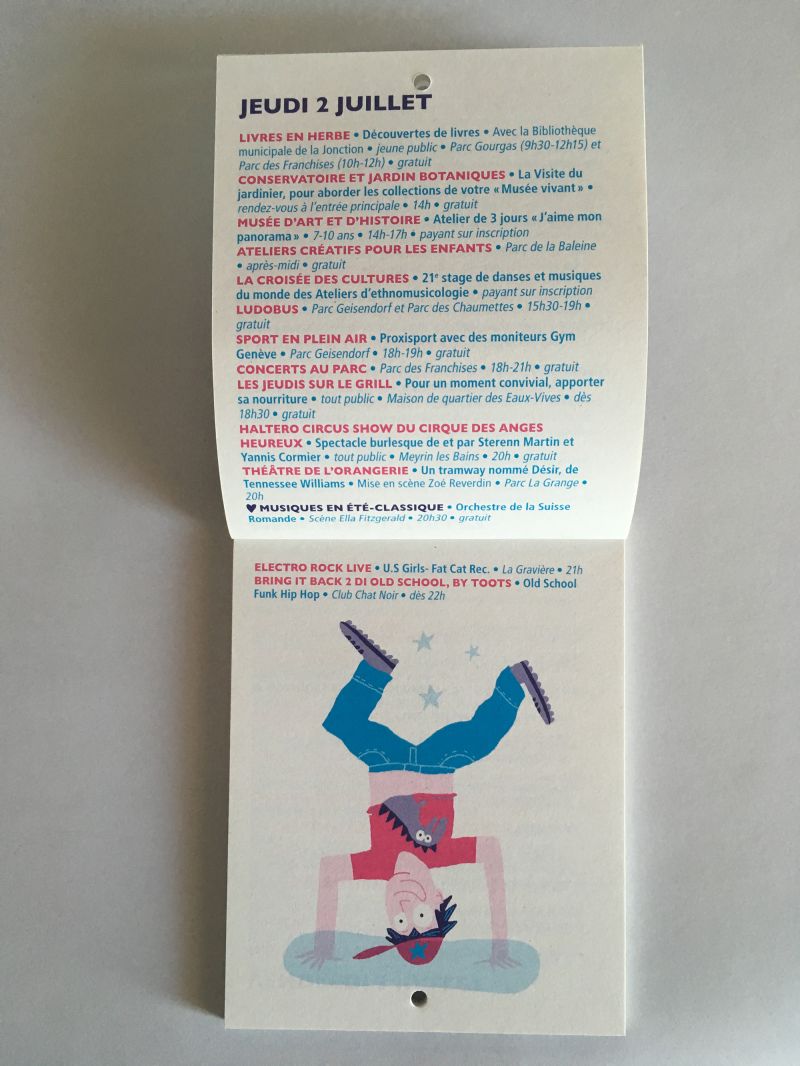 JEUDI 2 JUILLET
LIVRES EN HERBE • Découvertes de livres • Avec la Bibliothèque
municipale de la Jonction • jeune public • Parc Gourgas (9h30-12h15) et
Parc des Franchises (10h-12h) • gratuit
CONSERVATOIRE ET JARDIN BOTANIQUES • La Visite du
jardinier, pour aborder les collections de votre « Musée vivant » •
rendez-vous à l'entrée principale • 14h • gratuit
MUSÉE D'ART ET D'HISTOIRE • Atelier de 3 jours « J'aime mon
panorama » • 7-10 ans • 14h-17h • payant sur inscription
ATELIERS CRÉATIFS POUR LES ENFANTS • Parc de la Baleine
• après-midi • gratuit
LA CROISÉE DES CULTURES • 21e stage de danses et musiques
du monde des Ateliers d'ethnomusicologie • payant sur inscription
LUDOBUS • Parc Geisendorf et Parc des Chaumettes • 15h30-19h •
gratuit
SPORT EN PLEIN AIR • Proxisport avec des moniteurs Gym
Genève • Parc Geisendorf • 18h-19h • gratuit
CONCERTS AU PARC • Parc des Franchises • 18h-21h • gratuit
LES JEUDIS SUR LE GRILL • Pour un moment convivial, apporter
sa nourriture • tout public • Maison de quartier des Eaux-Vives • dès
18h30 • gratuit
HALTERO CIRCUS SHOW DU CIRQUE DES ANGES
HEUREUX • Spectacle burlesque de et par Sterenn Martin et
Yannis Cormier • tout public • Meyrin les Bains • 20h • gratuit
THÉÂTRE DE L'ORANGERIE • Un tramway nommé Désir, de
Tennessee Williams • Mise en scène Zoé Reverdin • Parc La Grange •
20h
♥ MUSIQUES EN ÉTÉ-CLASSIQUE • Orchestre de la Suisse
Romande • Scène Ella Fitzgerald • 20h30 • gratuit
ELECTRO ROCK LIVE • U.S Girls- Fat Cat Rec. • La Gravière • 21h
BRING IT BACK 2 DI OLD SCHOOL, BY TOOTS • Old School
Funk Hip Hop • Club Chat Noir • dès 22h